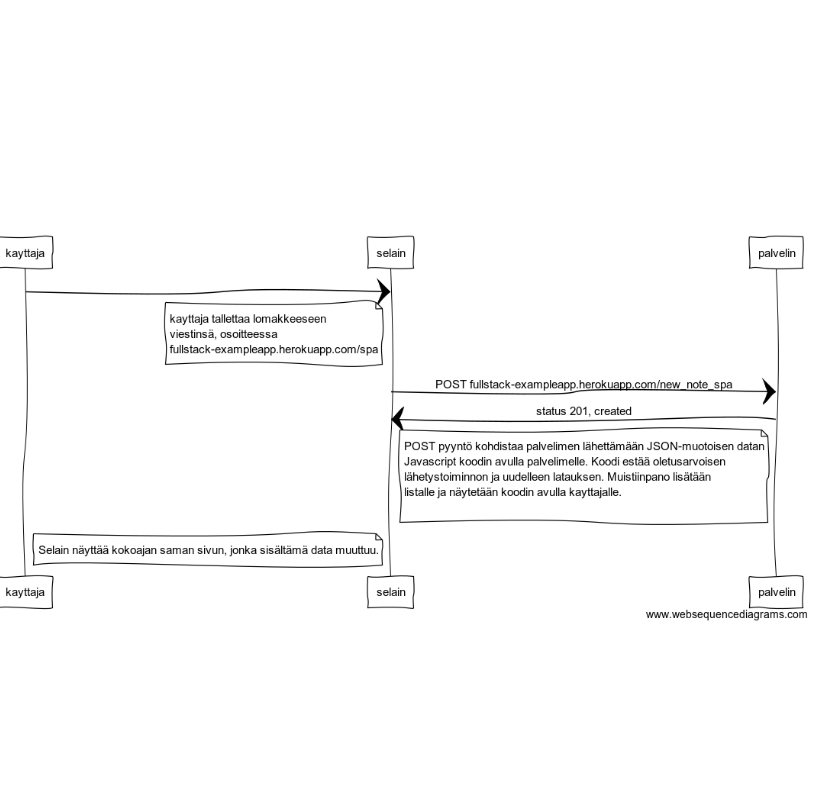 kayttaja
selain
palvelin
kayttaja tallettaa lomakkeeseen
viestinsä, osoitteessa
fullstack-exampleapp.herokuapp.com/spa
POST fullstack-exampleapp.herokuapp.com/new_note_spa
status 201, created
POST pyyntö kohdistaa palvelimen lähettämään JSON-muotoisen datan
Javascript koodin avulla palvelimelle. Koodi estää oletusarvoisen
lähetystoiminnon ja uudelleen latauksen. Muistiinpano lisätään
listalle ja näytetään koodin avulla kayttajalle.
Selain näyttää kokoajan saman sivun, jonka sisältämä data muuttuu.
kayttaja
selain
palvelin
www.websequencediagrams.com